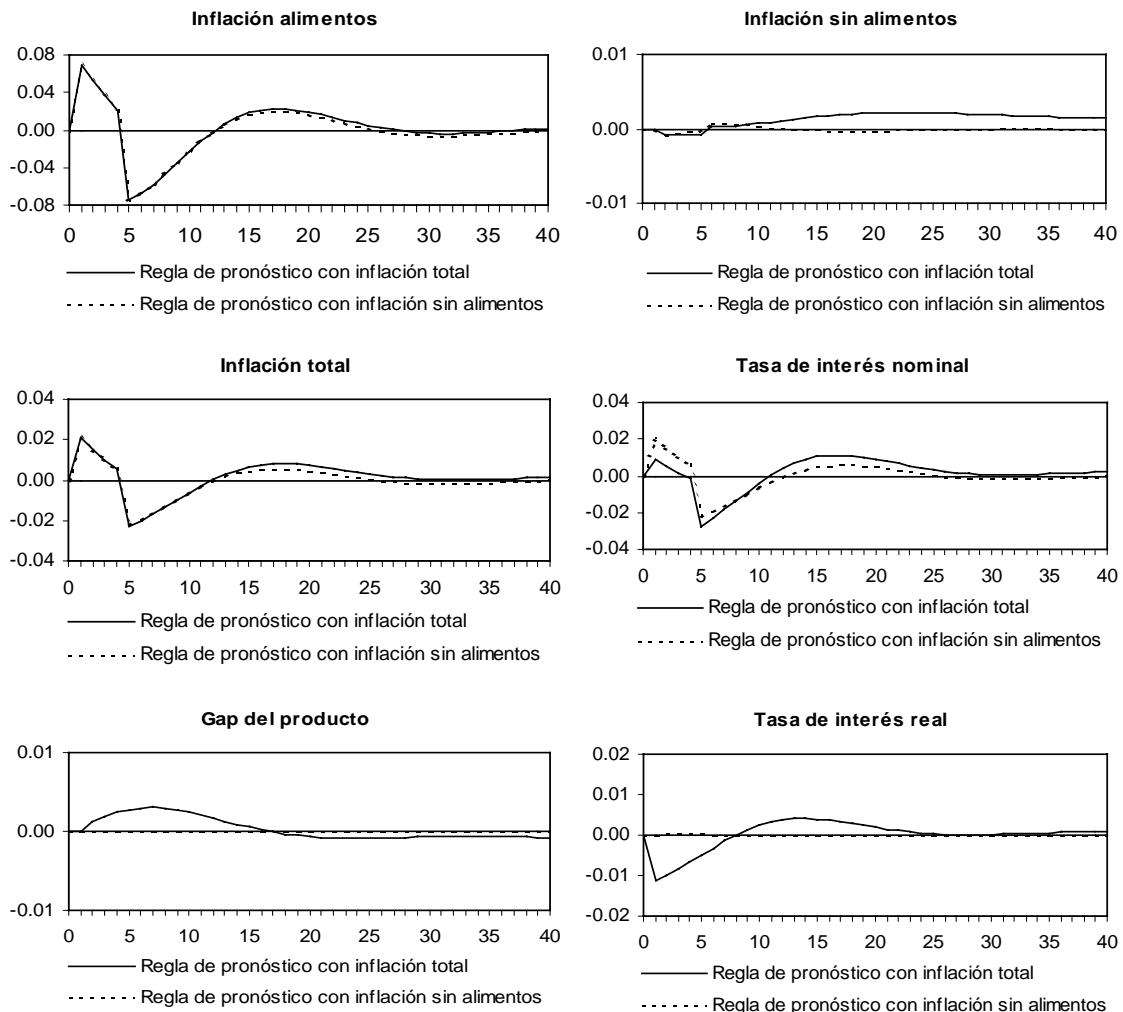 Inflación alimentos
0.08
0.04
0.00
-0.04
-0.08
0 5 10 15 20 25 30 35 40
Regla de pronóstico con inflación total
Regla de pronóstico con inflación sin alimentos
Inflación sin alimentos
0.01
0.00
-0.01
0 5 10 15 20 25 30 35 40
Regla de pronóstico con inflación total
Regla de pronóstico con inflación sin alimentos
Inflación total
0.04
0.02
0.00
-0.02
-0.04
0 5 10 15 20 25 30 35 40
Regla de pronóstico con inflación total
Regla de pronóstico con inflación sin alimentos
Tasa de interés nominal
0.04
0.02
0.00
-0.02
-0.04
0 5 10 15 20 25 30 35 40
Regla de pronóstico con inflación total
Regla de pronóstico con inflación sin alimentos
Gap del producto
0.01
0.00
-0.01
0 5 10 15 20 25 30 35 40
Regla de pronóstico con inflación total
Regla de pronóstico con inflación sin alimentos
Tasa de interés real
0.02
0.01
0.00
-0.01
-0.02
0 5 10 15 20 25 30 35 40
Regla de pronóstico con inflación total
Regla de pronóstico con inflación sin alimentos